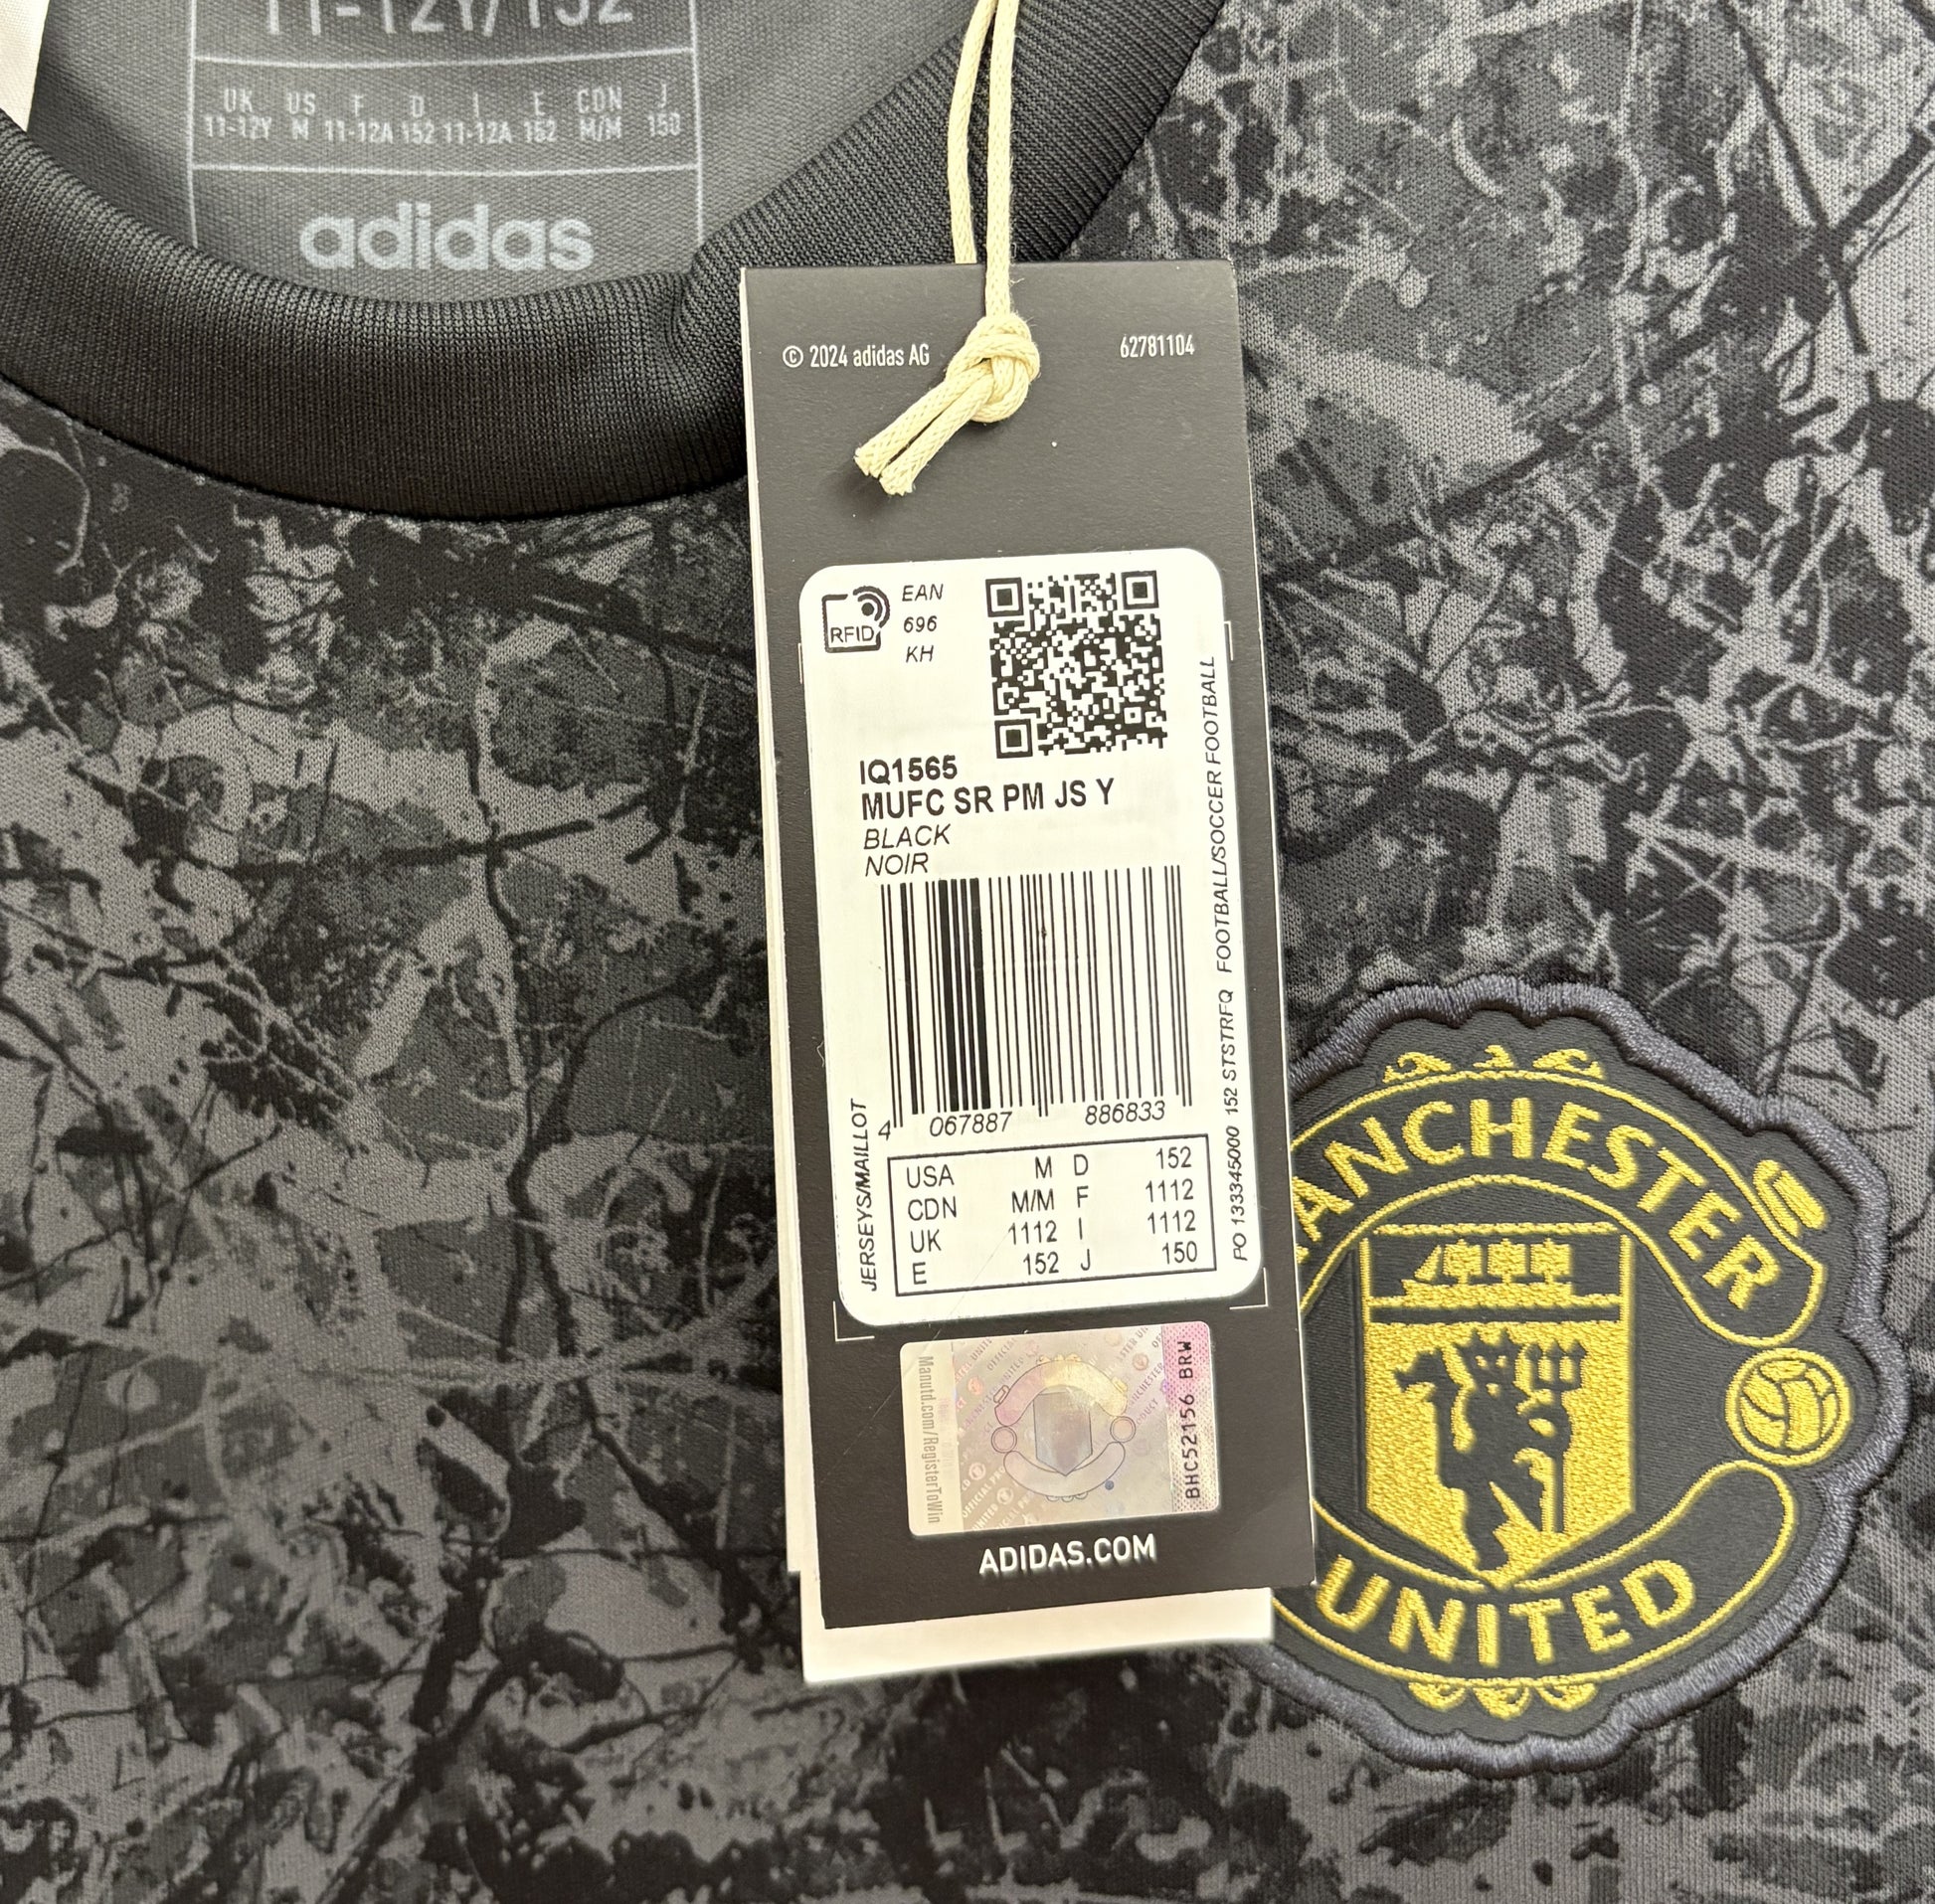 11-12Y/152
UK US F D I E CDN J
11-12Y M 11-12A 152 11-12A 152 M/M 150
adidas
© 2024 adidas AG
62781104
RFID
EAN
696
KH
IQ1565
MUFC SR PM JS Y
BLACK
NOIR
4 067887 886833
JERSEYS/MAILLOT
PO 133345000 152 STSTRFQ FOOTBALL/SOCCER FOOTBALL
USA M D 152
CDN M/M F 1112
UK 1112 I 1112
E 152 J 150
Manutd.com/RegisterToWin
BHC52156 BRW
ADIDAS.COM
MANCHESTER
UNITED